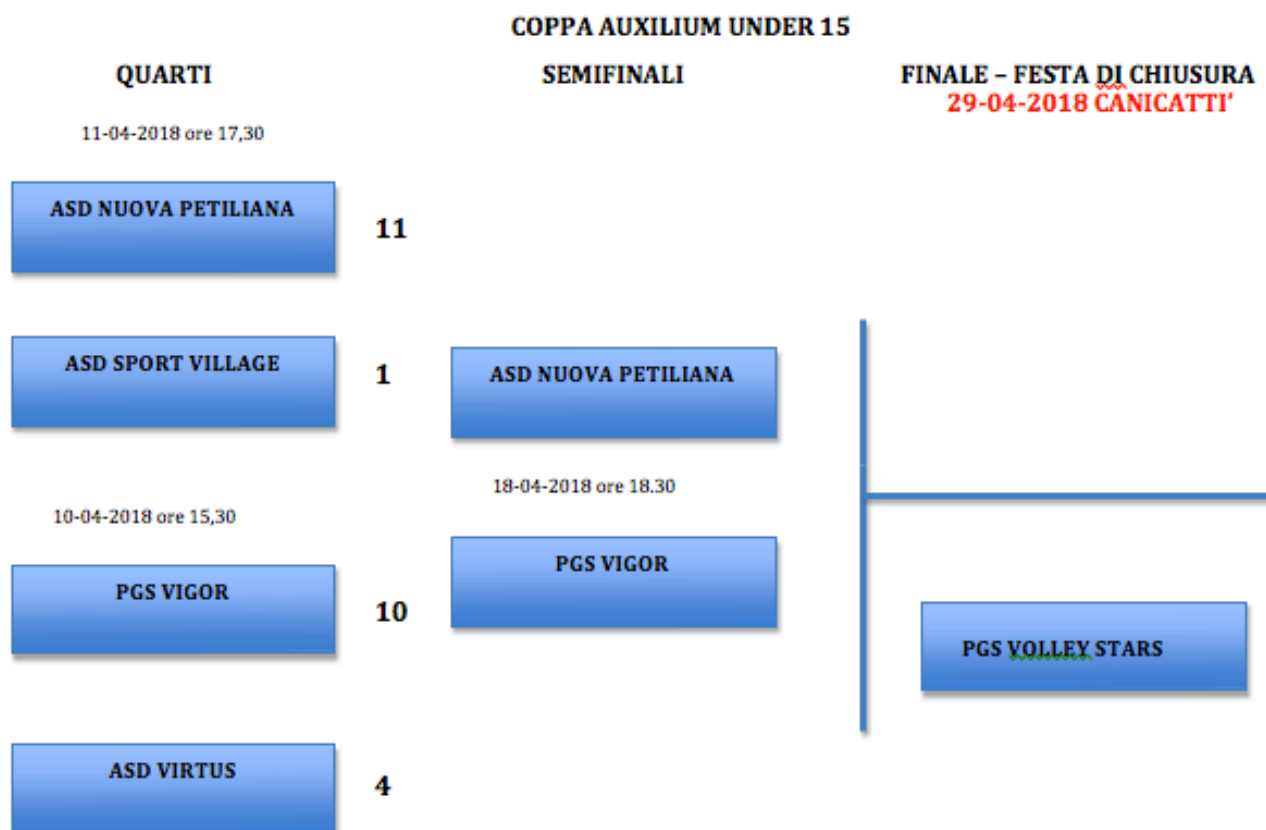 COPPA AUXILIUM UNDER 15
QUARTI
SEMIFINALI
FINALE – FESTA DI CHIUSURA
29-04-2018 CANICATTI’
11-04-2018 ore 17,30
ASD NUOVA PETILIANA
11
ASD SPORT VILLAGE
1
ASD NUOVA PETILIANA
18-04-2018 ore 18.30
10-04-2018 ore 15,30
PGS VIGOR
PGS VIGOR
10
PGS VOLLEY STARS
ASD VIRTUS
4